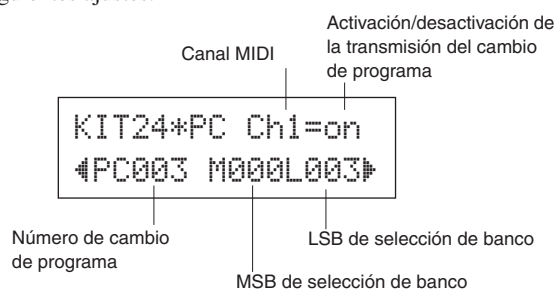 Activación/desactivación de
la transmisión del cambio
de programa
Canal MIDI
KIT24*PC Ch1=on
PC003 M000L003
Número de cambio
de programa
LSB de selección de banco
MSB de selección de banco